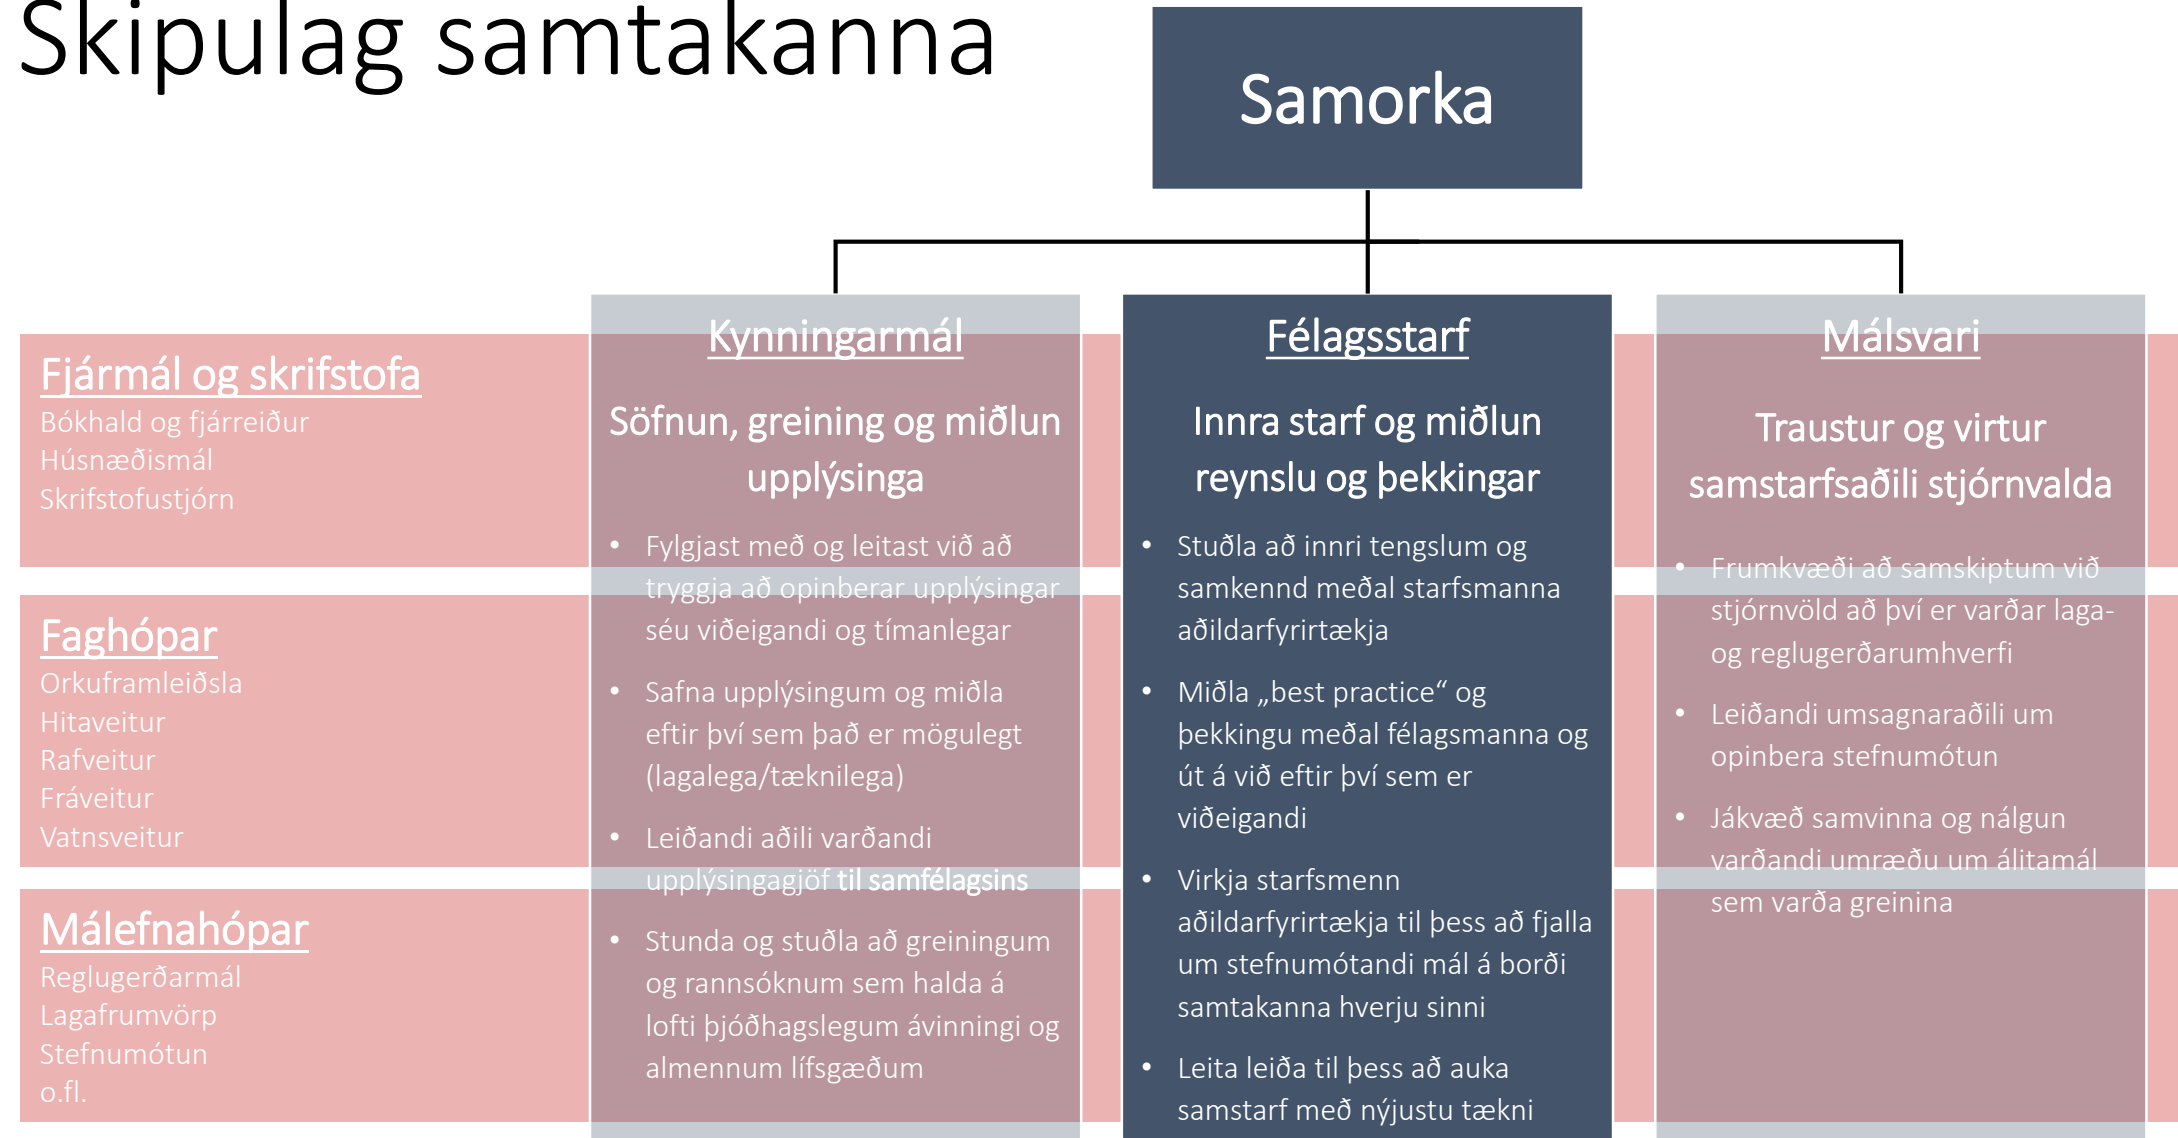 Skipulag samtakanna
Samorka
Fjármál og skrifstofa
Bókhald og fjárreiður
Húsnæðismál
Skrifstofustjórn
Faghópar
Orkuframleiðsla
Hitaveitur
Rafveitur
Fráveitur
Vatnsveitur
Málefnahópar
Reglugerðarmál
Lagafrumvörp
Stefnumótun
o.fl.
Kynningarmál
Söfnun, greining og miðlun
upplýsinga
• Fylgjast með og leitast við að
tryggja að opinberar upplýsingar
séu viðeigandi og tímanlegar
• Safna upplýsingum og miðla
eftir því sem það er mögulegt
(lagalega/tæknilega)
• Leiðandi aðili varðandi
upplýsingagjöf til samfélagsins
• Stunda og stuðla að greiningum
og rannsóknum sem halda á
lofti þjóðhagslegum ávinningi og
almennum lífsgæðum
Félagsstarf
Innra starf og miðlun
reynslu og þekkingar
• Stuðla að innri tengslum og
samkennd meðal starfsmanna
aðildarfyrirtækja
• Miðla „best practice“ og
þekkingu meðal félagsmanna og
út á við eftir því sem er
viðeigandi
• Virkja starfsmenn
aðildarfyrirtækja til þess að fjalla
um stefnumótandi mál á borði
samtakanna hverju sinni
• Leita leiða til þess að auka
samstarf með nýjustu tækni
Málsvari
Traustur og virtur
samstarfsaðili stjórnvalda
• Frumkvæði að samskiptum við
stjórnvöld að því er varðar laga-
og reglugerðarumhverfi
• Leiðandi umsagnaraðili um
opinbera stefnumótun
• Jákvæð samvinna og nálgun
varðandi umræðu um álitamál
sem varða greinina